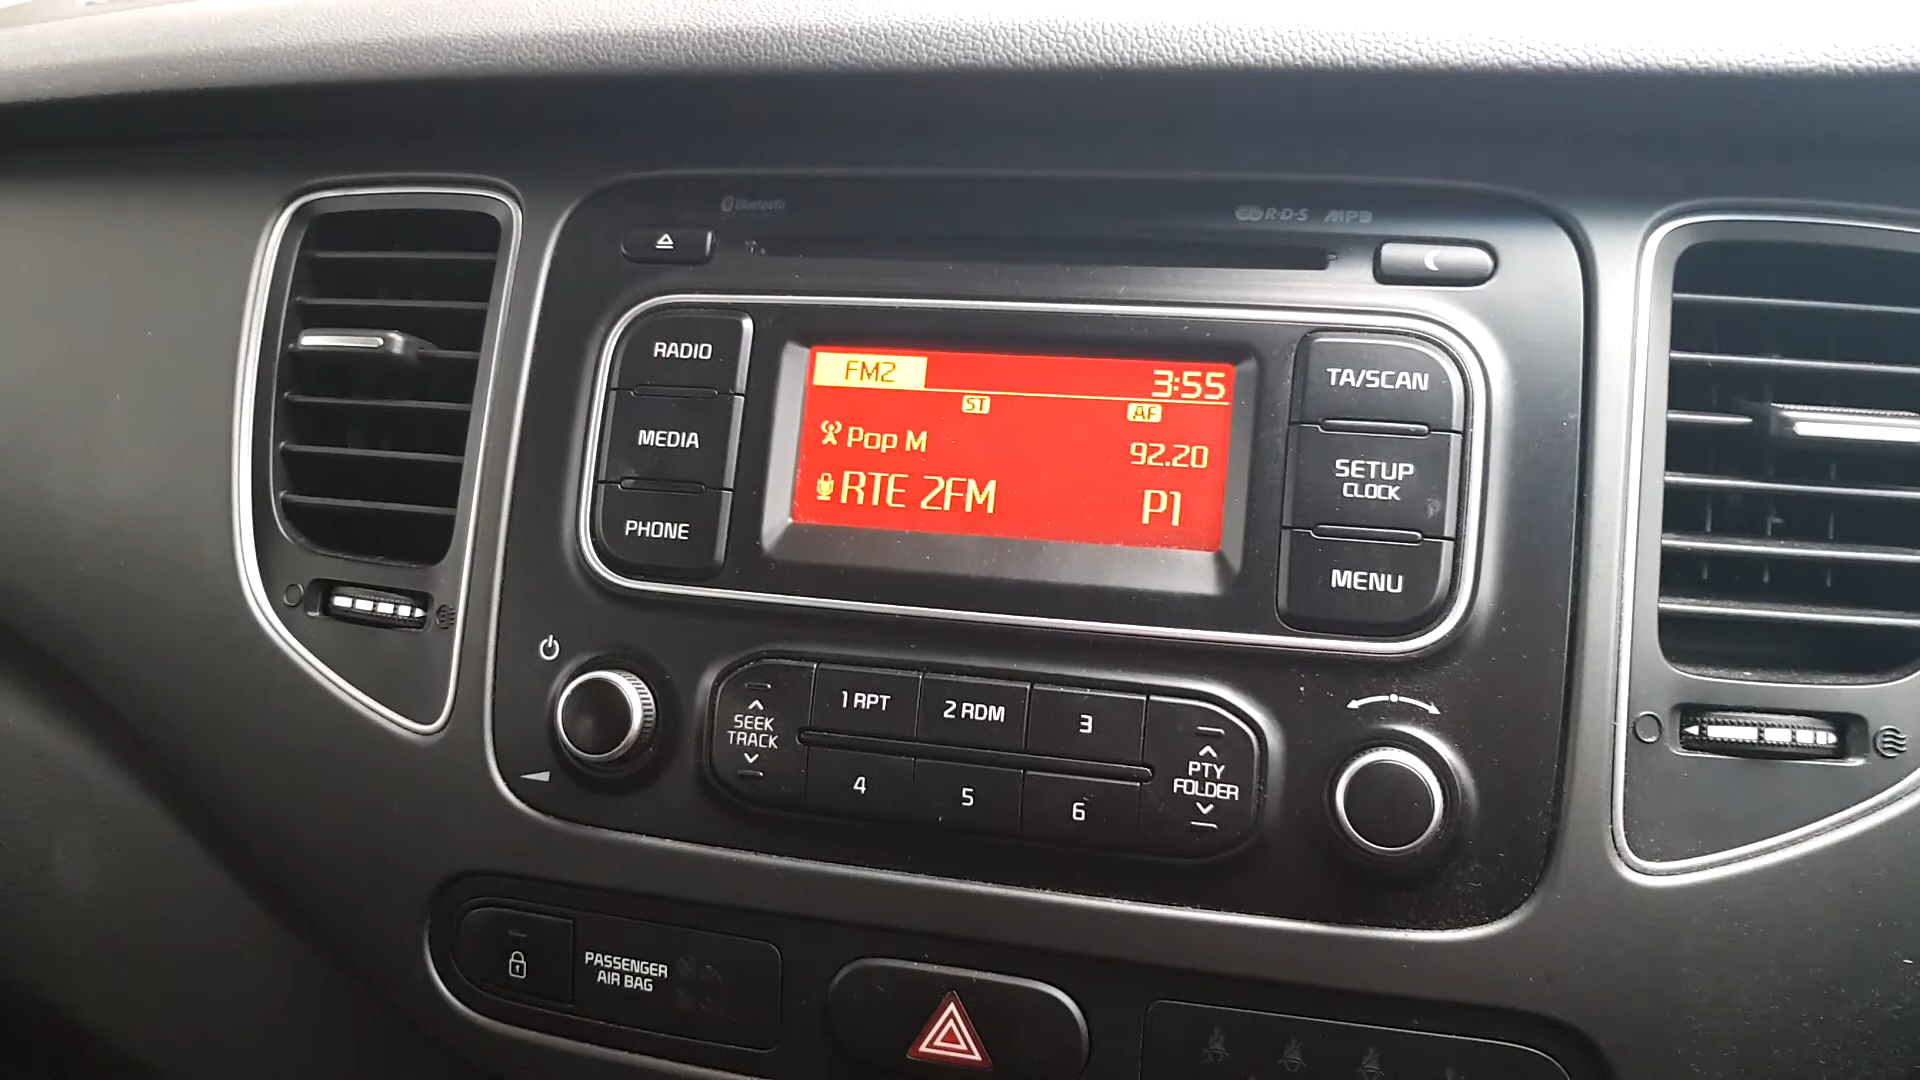 Bluetooth
R·D·S MP3
RADIO
MEDIA
PHONE
FM2 3:55
ST AF
Pop M 92.20
RTE 2FM P1
TA/SCAN
SETUP
CLOCK
MENU
SEEK
TRACK
1 RPT
2 RDM
3
4
5
6
PTY
FOLDER
PASSENGER
AIR BAG